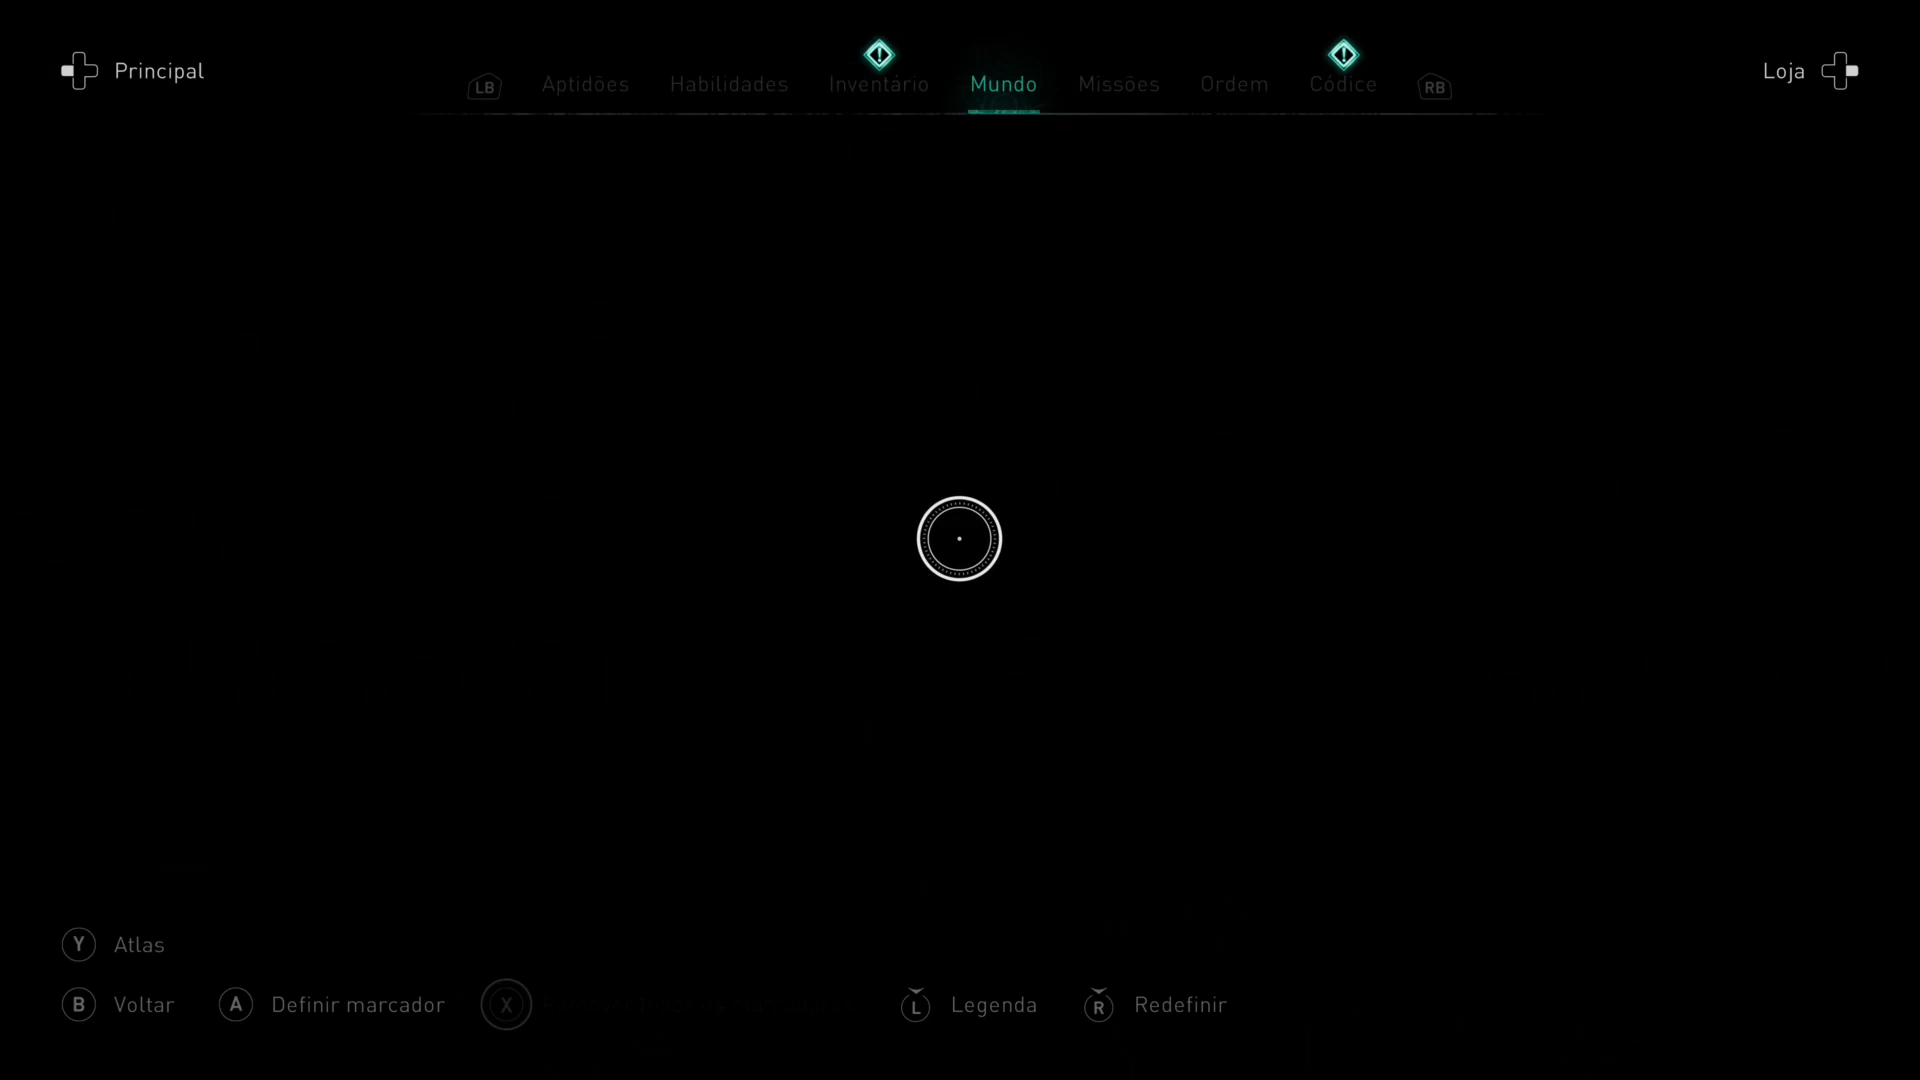 Principal
LB Aptidões Habilidades Inventário Mundo Missões Ordem Códice RB
Loja
Y Atlas
B Voltar A Definir marcador X L Legenda R Redefinir